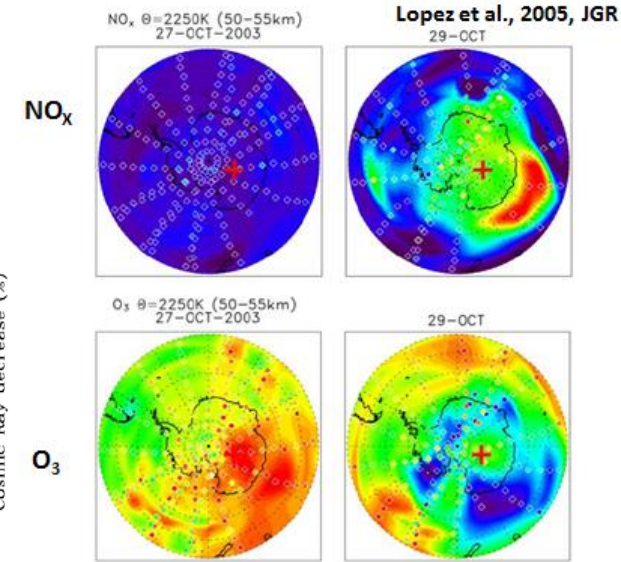 Lopez et al., 2005, JGR
NOₓ θ=2250K (50–55km)
27-OCT-2003
29-OCT
NOₓ
O₃ θ=2250K (50–55km)
27-OCT-2003
29-OCT
O₃
Cosmic Ray decrease (%)